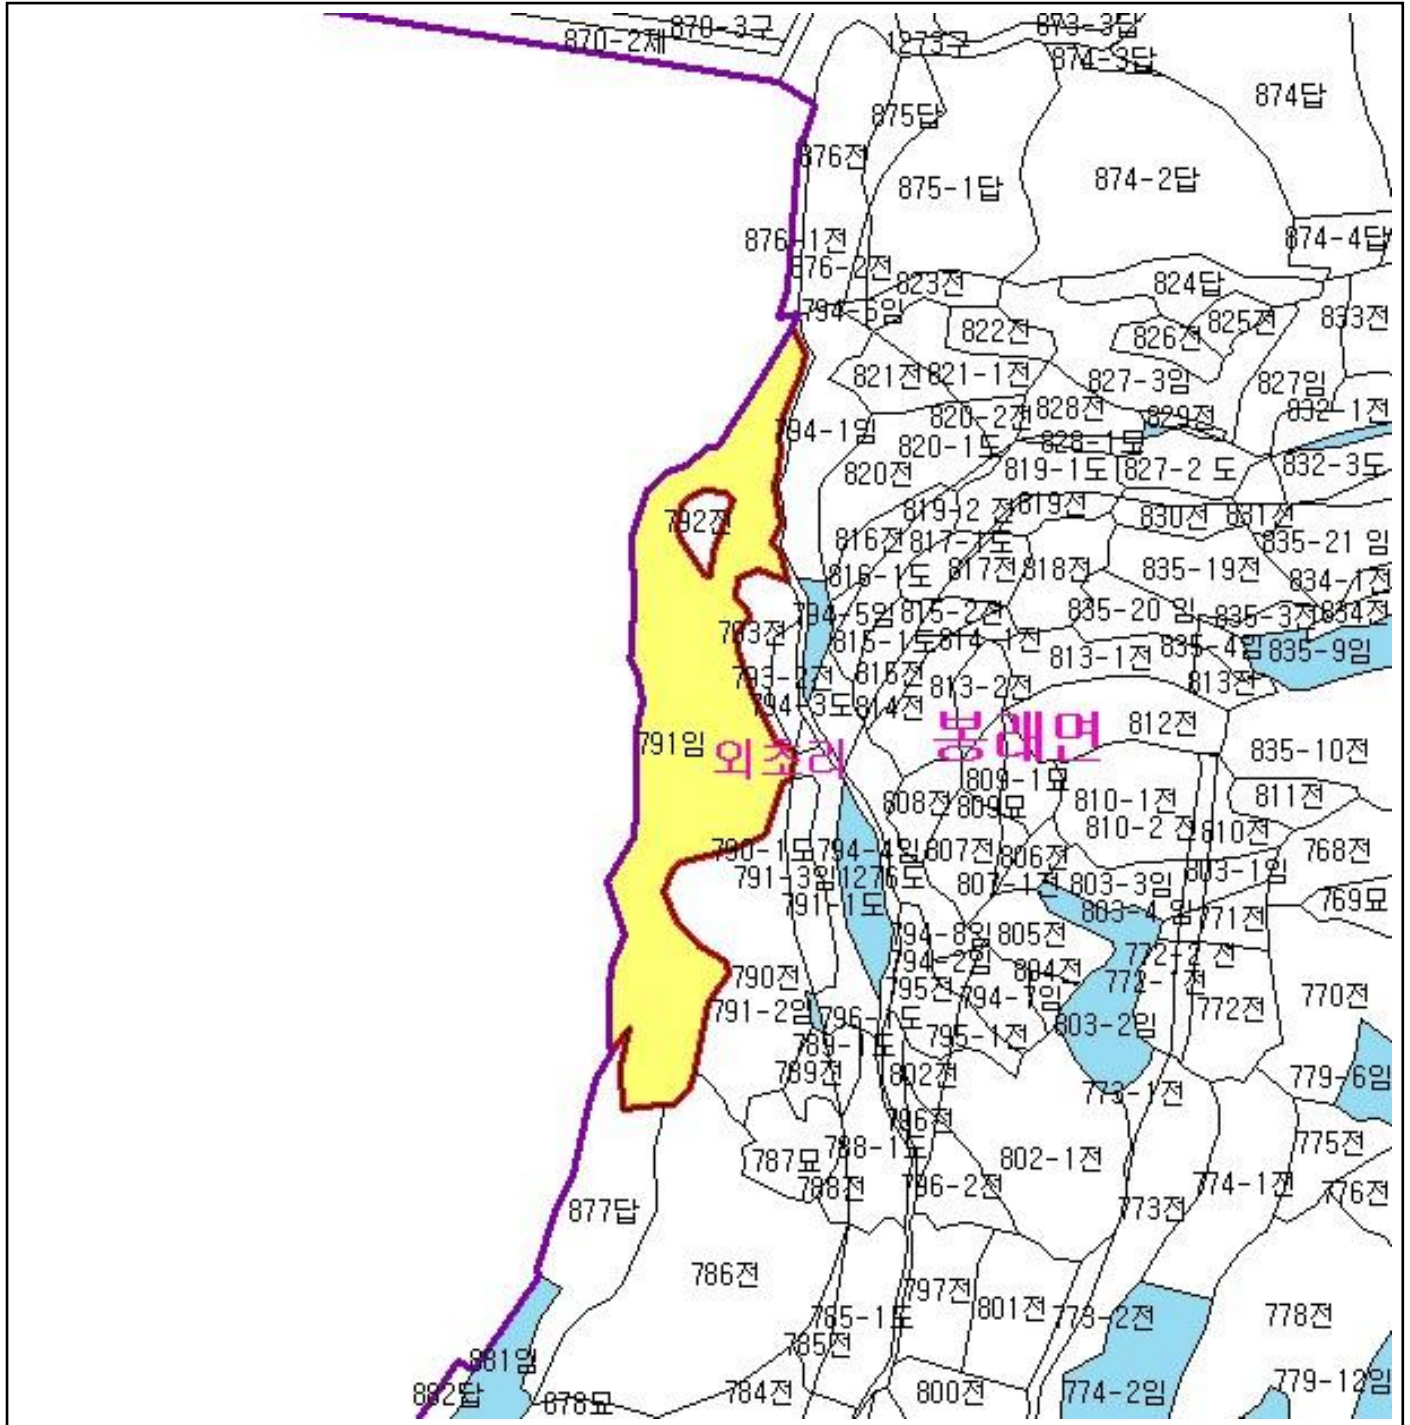 870-3구
873-3답
870-2제
1273구
874-3답
874답
875답
876전
875-1답
874-2답
876-1전
874-4답
876-2전
823전
824답
794-6임
822전
825전
833전
826전
821전
821-1전
827-3임
827임
828전
832-1전
794-1임
820-2전
829전
820-1도
828-1묘
820전
819-1도
827-2 도
832-3도
792전
819-2 전
819전
830전
831전
816전
817-1도
835-21 임
816-1도
817전
818전
835-19전
834-1전
794-5임
815-2전
835-20 임
835-3전
834전
793전
815-1도
814-1전
835-4임
835-9임
813-1전
793-2전
815전
813-2전
813전
794-3도
814전
봉래면
812전
791임
외초리
835-10전
809-1묘
808전
809묘
810-1전
811전
810-2 전
810전
790-1도
794-4임
807전
806전
768전
791-3임
1276도
807-1전
803-3임
803-1임
791-1도
803-4 임
771전
769묘
794-8임
805전
794-2임
804전
772-2 전
790전
795전
794-7임
772-1전
770전
791-2임
796-1도
803-2임
772전
789-1도
795-1전
789전
802전
773-1전
779-6임
796전
787묘
788-1도
802-1전
775전
788전
796-2전
774-1전
776전
877답
773전
786전
797전
801전
785-1도
773-2전
778전
785전
881임
882답
878묘
784전
800전
774-2임
779-12임